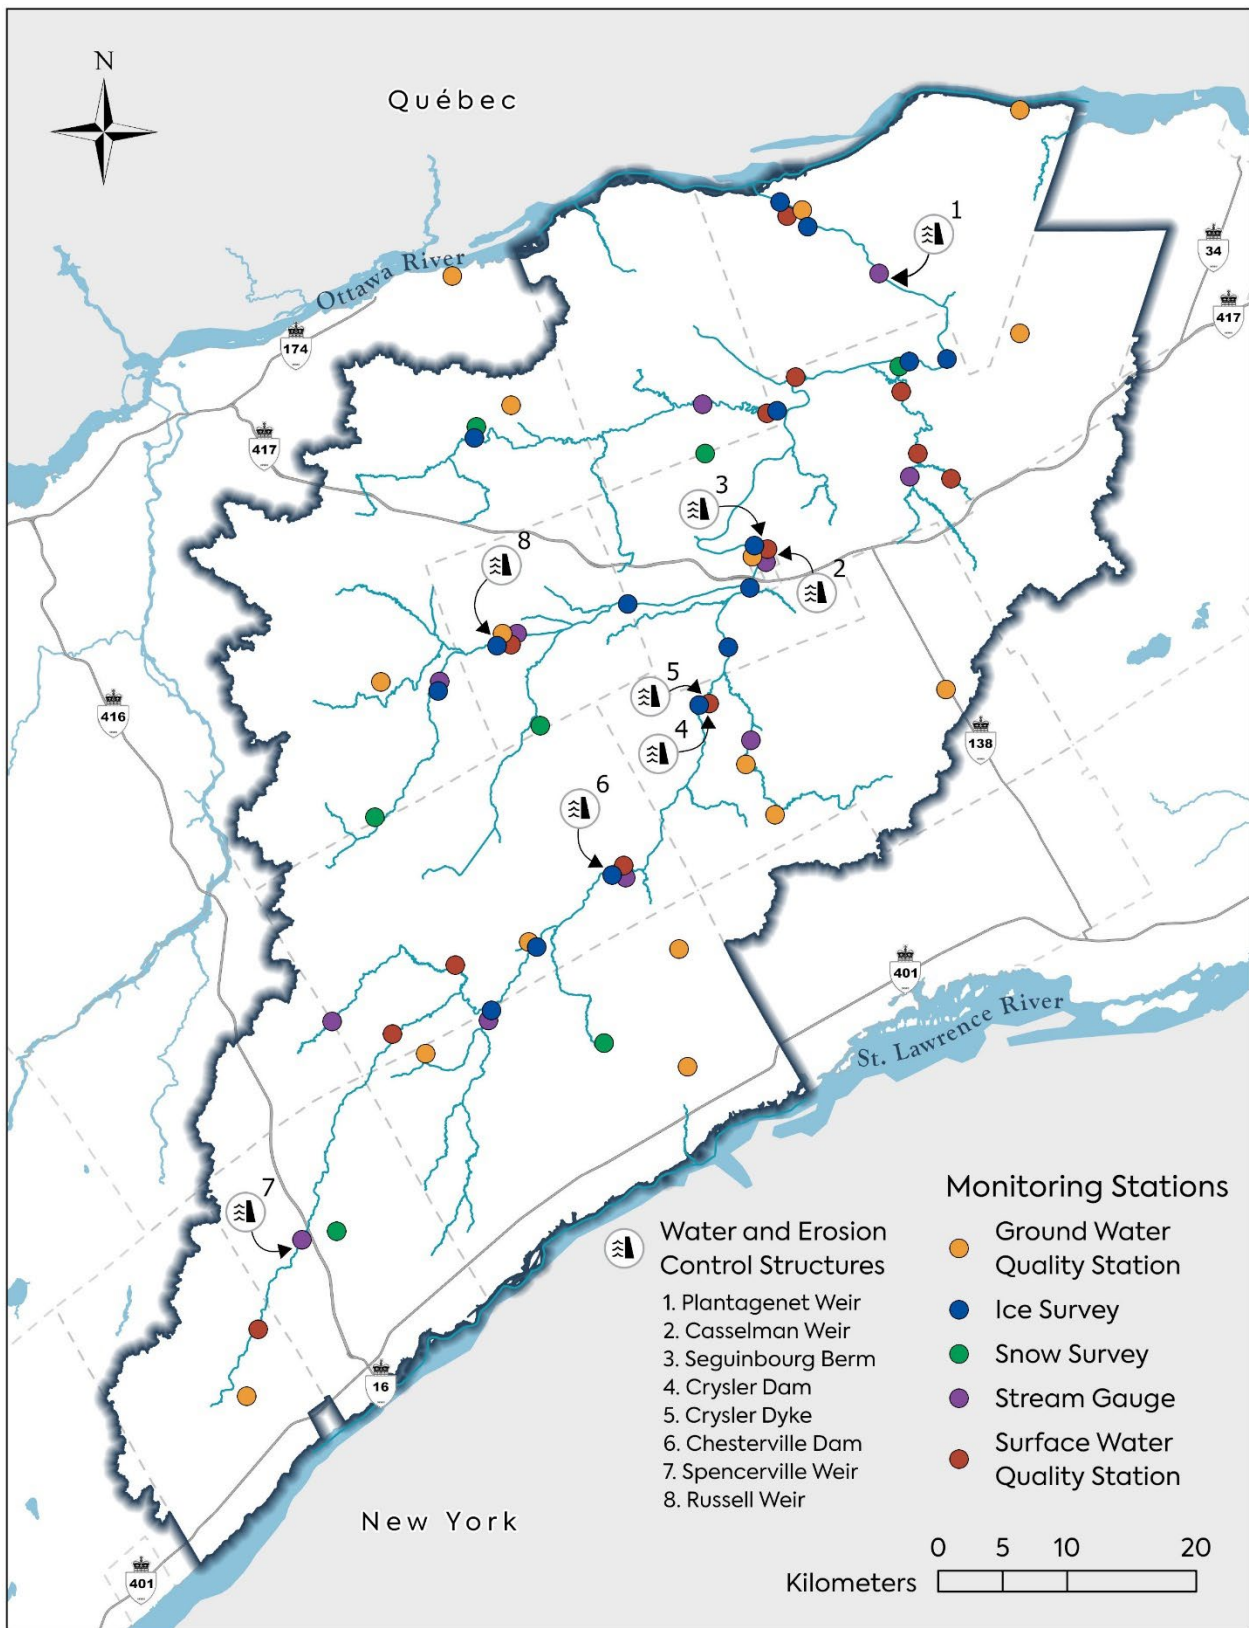 N
Québec
1
Ottawa River
34
417
174
417
3
8
2
5
416
4
138
6
401
St. Lawrence River
7
Monitoring Stations
Water and Erosion
Control Structures
1. Plantagenet Weir
2. Casselman Weir
3. Seguinbourg Berm
4. Crysler Dam
5. Crysler Dyke
6. Chesterville Dam
7. Spencerville Weir
8. Russell Weir
Ground Water
Quality Station
Ice Survey
Snow Survey
Stream Gauge
Surface Water
Quality Station
16
New York
401
0 5 10 20
Kilometers